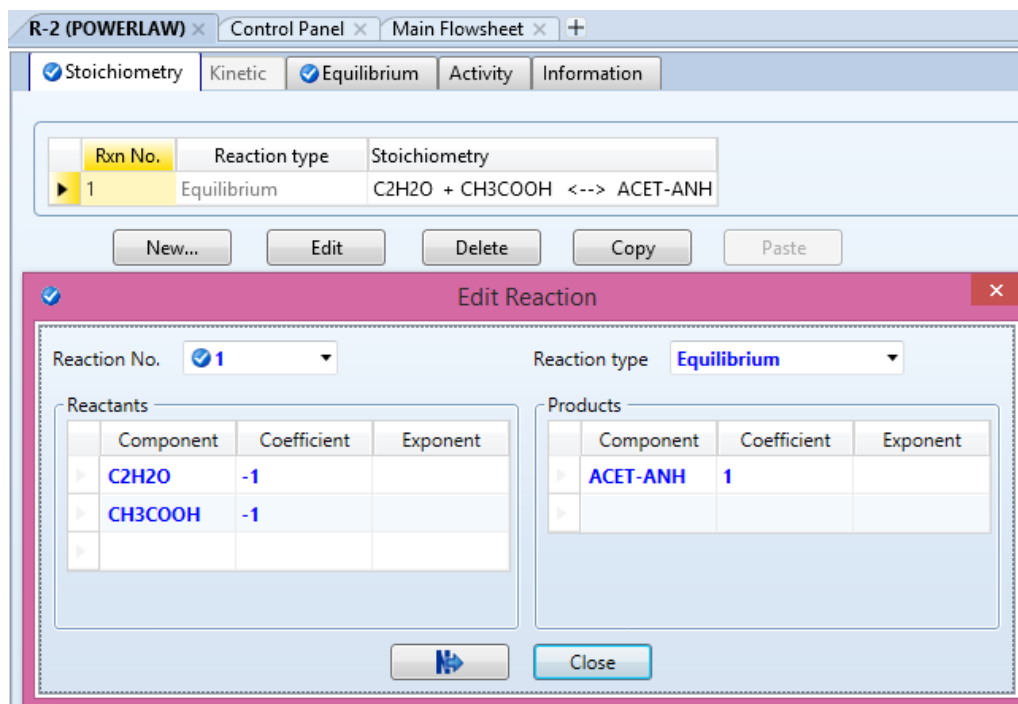 R-2 (POWERLAW) × Control Panel × Main Flowsheet × +
Stoichiometry Kinetic Equilibrium Activity Information
Rxn No. Reaction type Stoichiometry
1 Equilibrium C2H2O + CH3COOH <--> ACET-ANH
New... Edit Delete Copy Paste
Edit Reaction ×
Reaction No. 1 Reaction type Equilibrium
Reactants Products
Component Coefficient Exponent Component Coefficient Exponent
C2H2O -1 ACET-ANH 1
CH3COOH -1
N Close